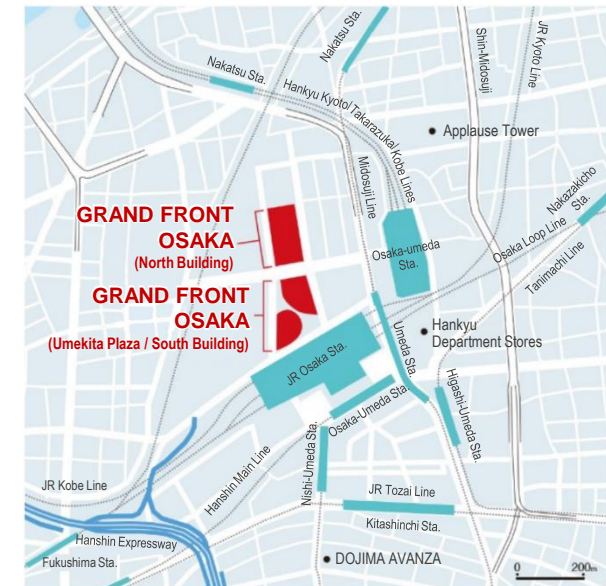 Nakatsu Sta.
Nakatsu Sta.
Hankyu Kyoto/Takarazuka/ Kobe Lines
Shin-Midosuji
JR Kyoto Line
Applause Tower
Midosuji Line
Nakazakicho
Sta.
GRAND FRONT
OSAKA
(North Building)
Osaka-umeda
Sta.
Osaka Loop Line
Tanimachi Line
GRAND FRONT
OSAKA
(Umekita Plaza / South Building)
Umeda Sta.
Hankyu
Department Stores
JR Osaka Sta.
Osaka-Umeda Sta.
Higashi-Umeda Sta.
Hanshin Main Line
Nishi-Umeda Sta.
JR Kobe Line
JR Tozai Line
Kitashinchi Sta.
Hanshin Expressway
Fukushima Sta.
DOJIMA AVANZA
0 200m